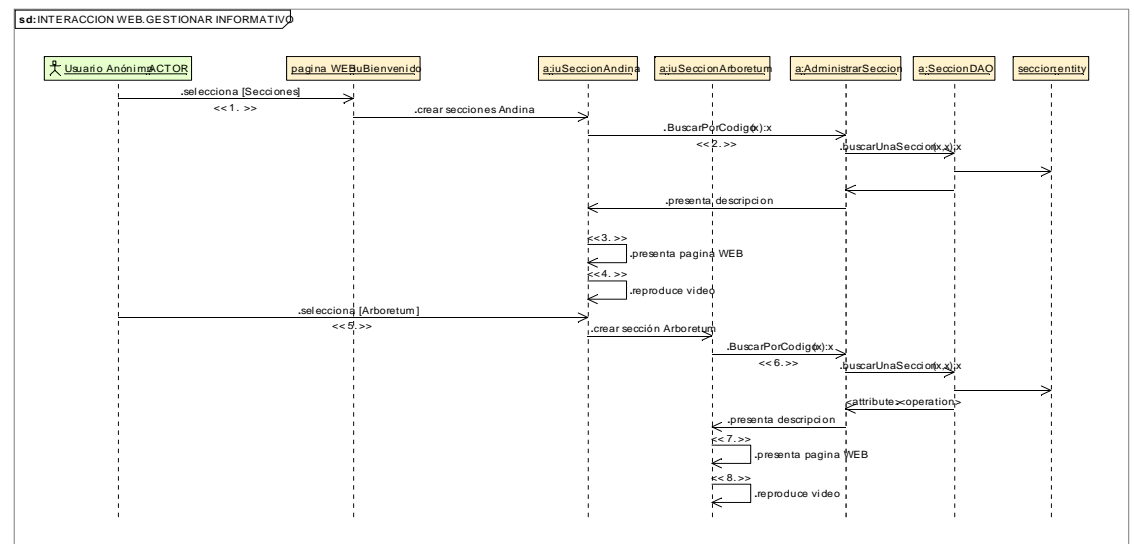 sd:INTERACCION WEB.GESTIONAR INFORMATIVO
Usuario Anónimo:ACTOR
pagina WEB:iuBienvenido
a:iuSeccionAndina
a:iuSeccionArboretum
a:AdministrarSeccion
a:SeccionDAO
seccion:entity
.selecciona [Secciones]
<<1. >>
.crear secciones Andina
.BuscarPorCodigo(x):x
<<2. >>
.buscarUnaSeccion(x,x):x
.presenta descripcion
<<3. >>
.presenta pagina WEB
<<4. >>
.reproduce video
.selecciona [Arboretum]
<<5. >>
.crear sección Arboretum
.BuscarPorCodigo(x):x
<<6. >>
.buscarUnaSeccion(x,x):x
<attribute>=<operation>
.presenta descripcion
<<7. >>
.presenta pagina WEB
<<8. >>
.reproduce video